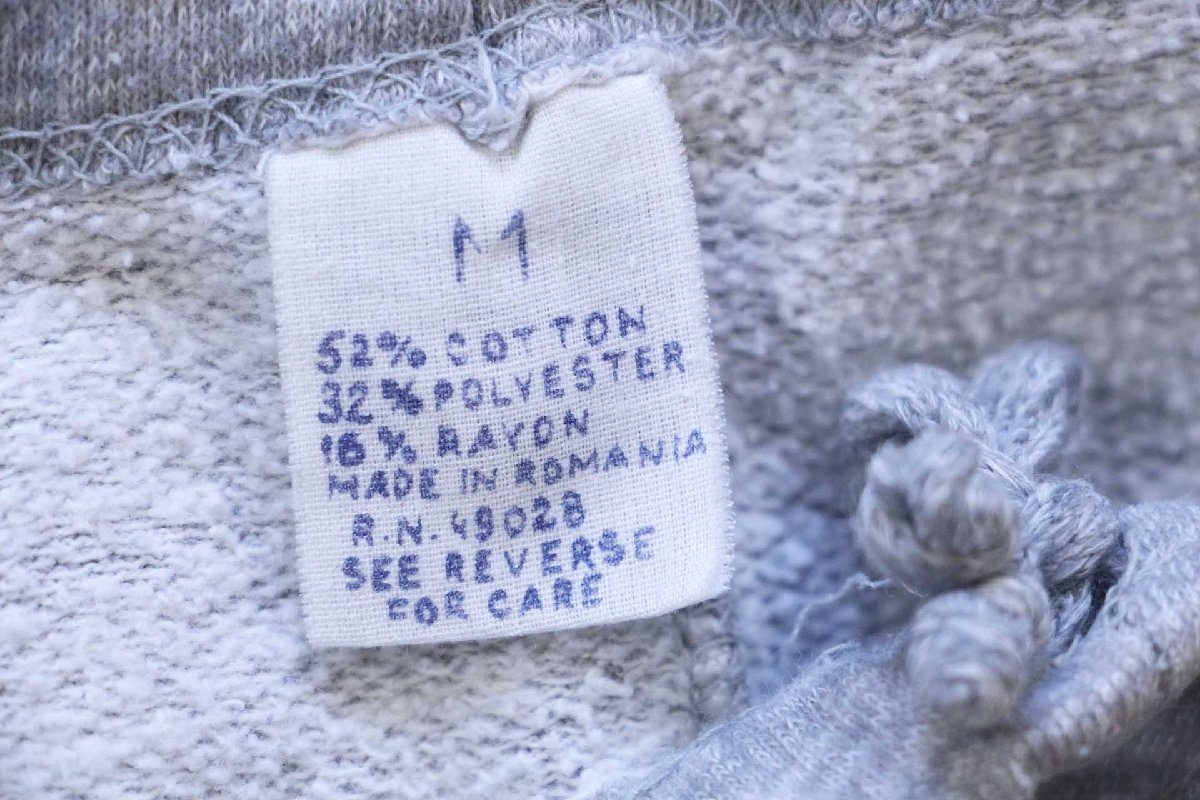 M
52% COTTON
32% POLYESTER
16% RAYON
MADE IN ROMANIA
R.N. 49028
SEE REVERSE
FOR CARE